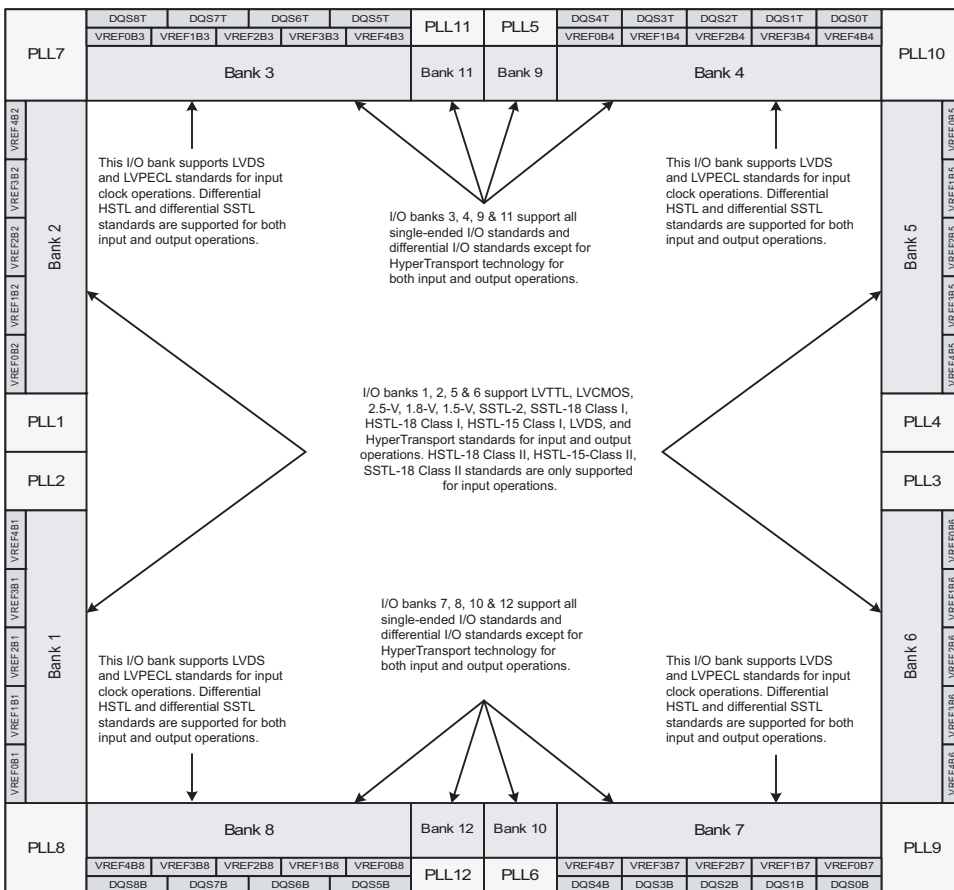 DQS8T DQS7T DQS6T DQS5T
PLL11 PLL5
DQS4T DQS3T DQS2T DQS1T DQS0T
VREF0B3 VREF1B3 VREF2B3 VREF3B3 VREF4B3
VREF0B4 VREF1B4 VREF2B4 VREF3B4 VREF4B4
PLL7
PLL10
Bank 3
Bank 11
Bank 9
Bank 4
VREF4B2
VREF3B2
VREF2B2
VREF1B2
VREF0B2
Bank 2
This I/O bank supports LVDS
and LVPECL standards for input
clock operations. Differential
HSTL and differential SSTL
standards are supported for both
input and output operations.
I/O banks 3, 4, 9 & 11 support all
single-ended I/O standards and
differential I/O standards except for
HyperTransport technology for
both input and output operations.
This I/O bank supports LVDS
and LVPECL standards for input
clock operations. Differential
HSTL and differential SSTL
standards are supported for both
input and output operations.
Bank 5
VREF0B5
VREF1B5
VREF2B5
VREF3B5
VREF4B5
PLL1
PLL2
I/O banks 1, 2, 5 & 6 support LVTTL, LVCMOS,
2.5-V, 1.8-V, 1.5-V, SSTL-2, SSTL-18 Class I,
HSTL-18 Class I, HSTL-15 Class I, LVDS, and
HyperTransport standards for input and output
operations. HSTL-18 Class II, HSTL-15-Class II,
SSTL-18 Class II standards are only supported
for input operations.
PLL4
PLL3
VREF4B1
VREF3B1
VREF2B1
VREF1B1
VREF0B1
Bank 1
This I/O bank supports LVDS
and LVPECL standards for input
clock operations. Differential
HSTL and differential SSTL
standards are supported for both
input and output operations.
I/O banks 7, 8, 10 & 12 support all
single-ended I/O standards and
differential I/O standards except for
HyperTransport technology for
both input and output operations.
This I/O bank supports LVDS
and LVPECL standards for input
clock operations. Differential
HSTL and differential SSTL
standards are supported for both
input and output operations.
Bank 6
VREF0B6
VREF1B6
VREF2B6
VREF3B6
VREF4B6
PLL8
Bank 8
Bank 12
Bank 10
Bank 7
PLL9
VREF4B8 VREF3B8 VREF2B8 VREF1B8 VREF0B8
PLL12 PLL6
VREF4B7 VREF3B7 VREF2B7 VREF1B7 VREF0B7
DQS8B DQS7B DQS6B DQS5B
DQS4B DQS3B DQS2B DQS1B DQS0B